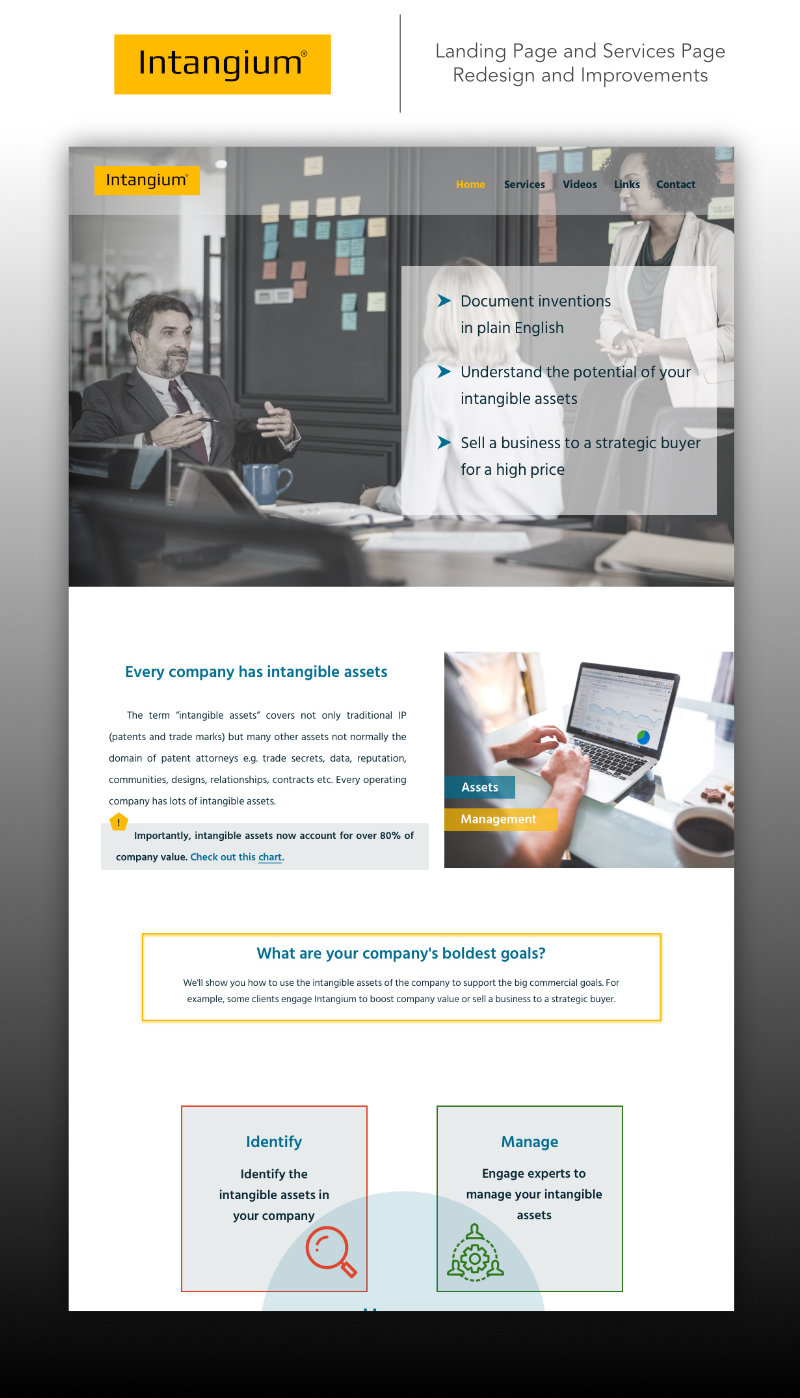 Intangium®
Landing Page and Services Page
Redesign and Improvements
Intangium®
Home Services Videos Links Contact
Document inventions
in plain English
Understand the potential of your
intangible assets
Sell a business to a strategic buyer
for a high price
Every company has intangible assets
The term “intangible assets” covers not only traditional IP
(patents and trade marks) but many other assets not normally the
domain of patent attorneys e.g. trade secrets, data, reputation,
communities, designs, relationships, contracts etc. Every operating
company has lots of intangible assets.
!
Importantly, intangible assets now account for over 80% of
company value. Check out this chart.
Assets
Management
What are your company's boldest goals?
We'll show you how to use the intangible assets of the company to support the big commercial goals. For
example, some clients engage Intangium to boost company value or sell a business to a strategic buyer.
Identify
Identify the
intangible assets in
your company
Manage
Engage experts to
manage your intangible
assets